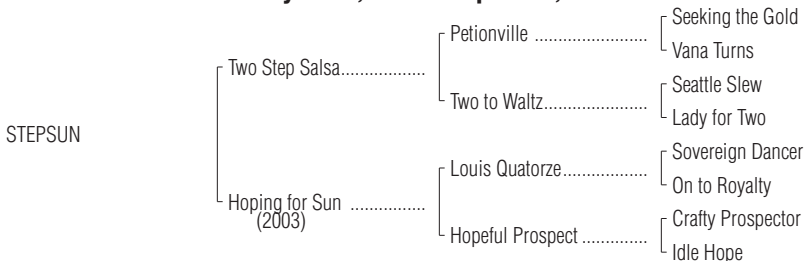 Petionville ........................
Seeking the Gold
Vana Turns
Two Step Salsa..................
Two to Waltz......................
Seattle Slew
Lady for Two
STEPSUN
Louis Quatorze..................
Sovereign Dancer
On to Royalty
Hoping for Sun ................
(2003)
Hopeful Prospect ..............
Crafty Prospector
Idle Hope